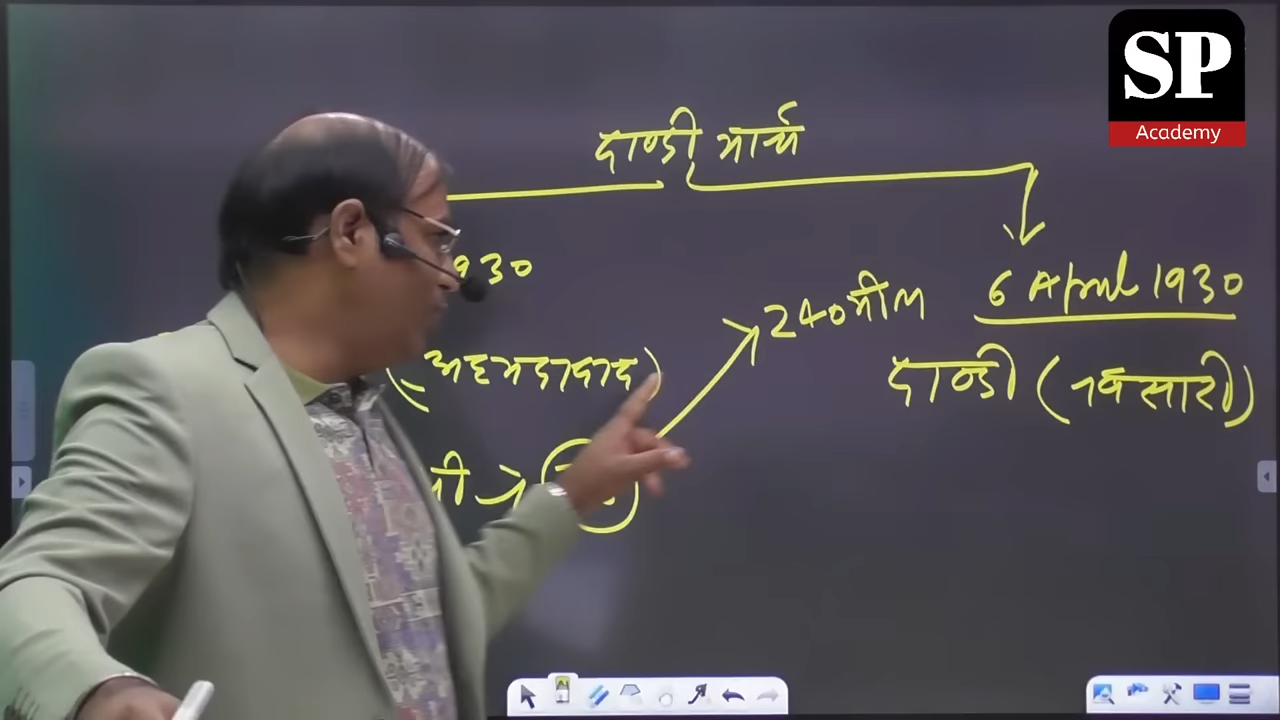 SP
Academy
दाण्डी मार्च
930
6 April 1930
240 मील
(अहमदाबाद)
दाण्डी (नवसारी)